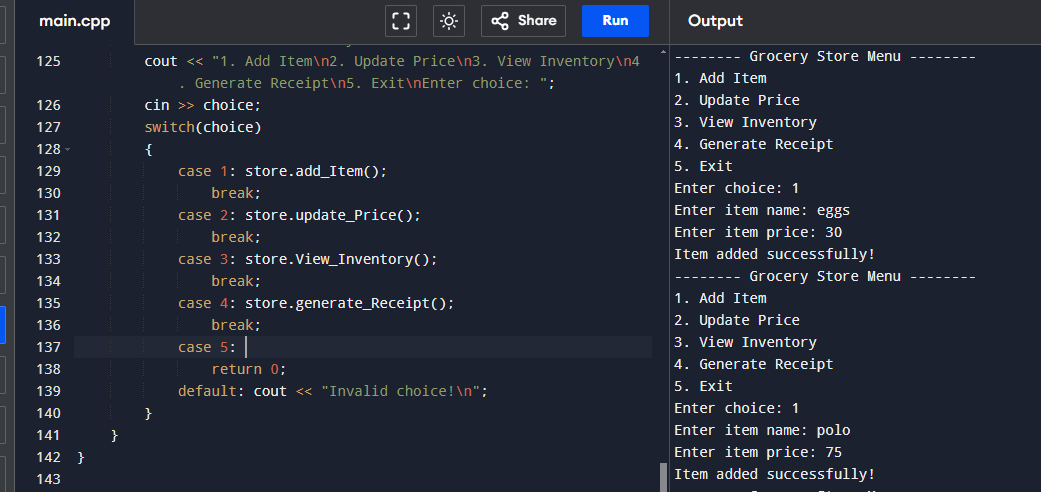 main.cpp
Share
Run
125 cout << "1. Add Item\n2. Update Price\n3. View Inventory\n4
. Generate Receipt\n5. Exit\nEnter choice: ";
126 cin >> choice;
127 switch(choice)
128 {
129 case 1: store.add_Item();
130 break;
131 case 2: store.update_Price();
132 break;
133 case 3: store.View_Inventory();
134 break;
135 case 4: store.generate_Receipt();
136 break;
137 case 5:
138 return 0;
139 default: cout << "Invalid choice!\n";
140 }
141 }
142 }
143
Output
-------- Grocery Store Menu --------
1. Add Item
2. Update Price
3. View Inventory
4. Generate Receipt
5. Exit
Enter choice: 1
Enter item name: eggs
Enter item price: 30
Item added successfully!
-------- Grocery Store Menu --------
1. Add Item
2. Update Price
3. View Inventory
4. Generate Receipt
5. Exit
Enter choice: 1
Enter item name: polo
Enter item price: 75
Item added successfully!